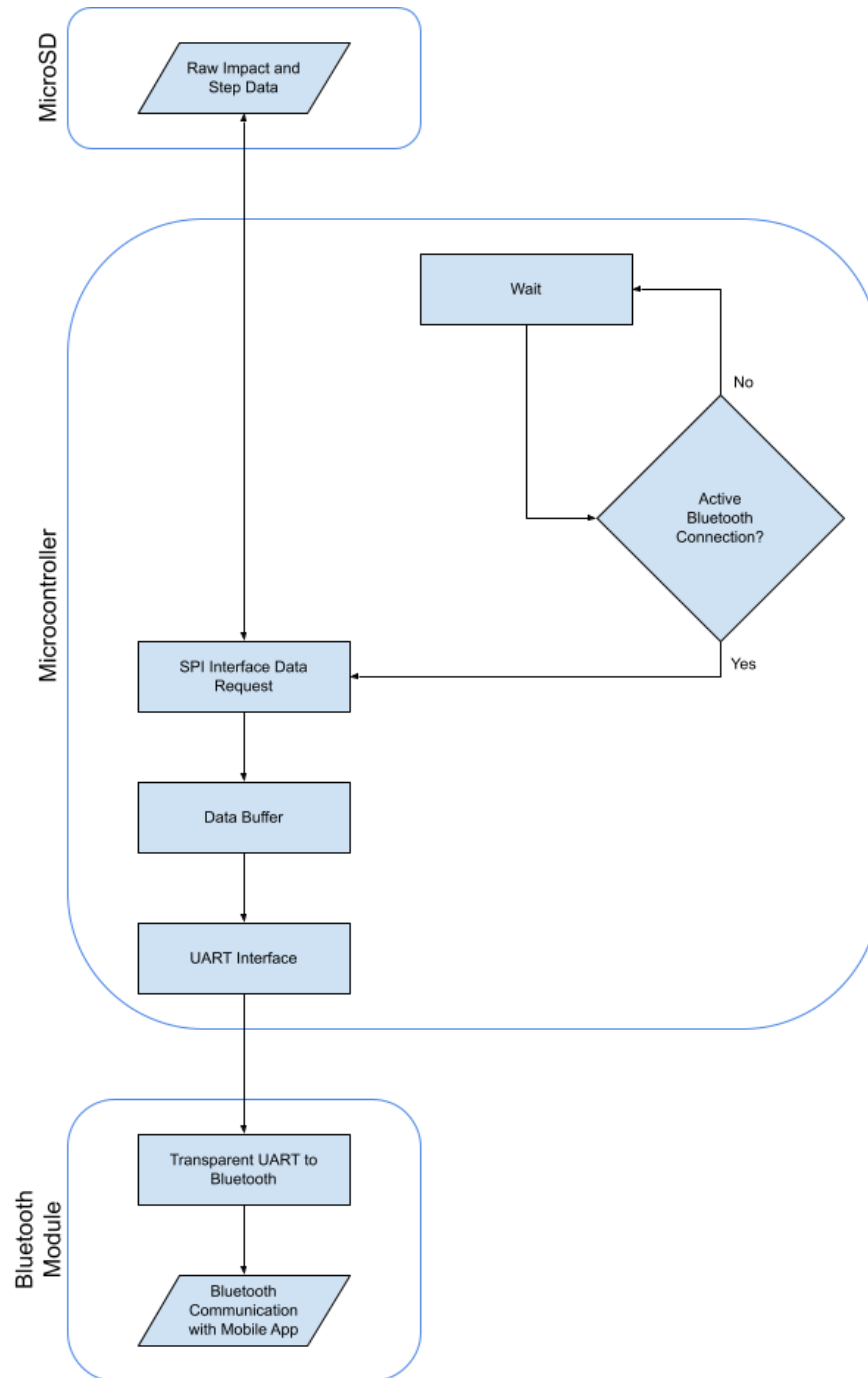 MicroSD
Raw Impact and
Step Data
Microcontroller
Wait
No
Active
Bluetooth
Connection?
Yes
SPI Interface Data
Request
Data Buffer
UART Interface
Bluetooth
Module
Transparent UART to
Bluetooth
Bluetooth
Communication
with Mobile App